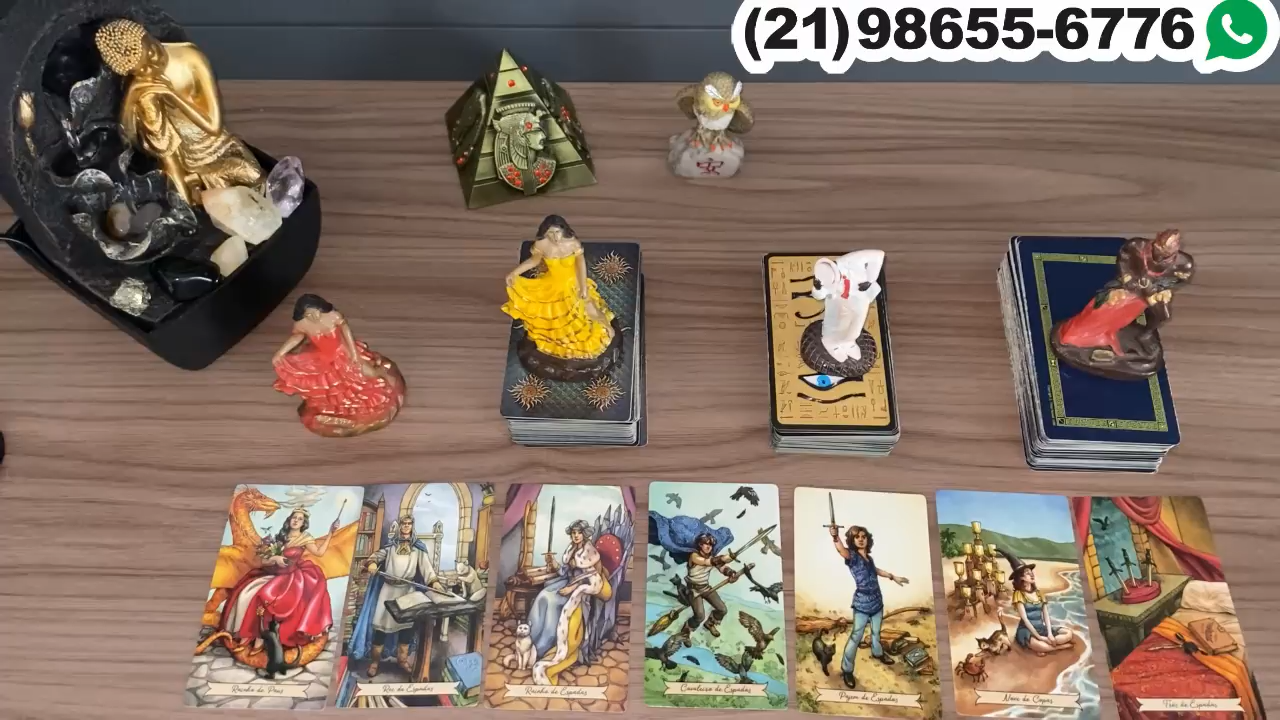 (21)98655-6776
Rainha de Paus
Rei de Espadas
Rainha de Espadas
Cavaleiro de Espadas
Pajem de Espadas
Nove de Copas
Três de Espadas